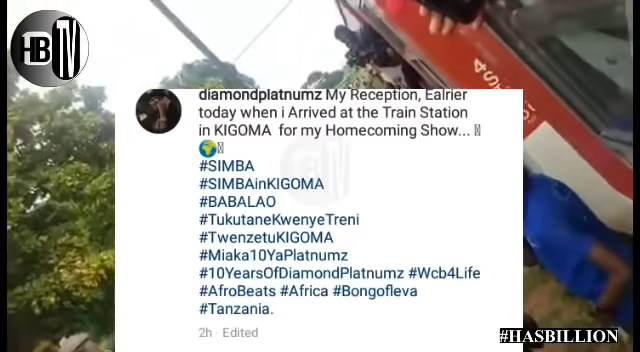 HB TV
diamondplatnumz My Reception, Ealrier
today when i Arrived at the Train Station
in KIGOMA for my Homecoming Show...
#SIMBA
#SIMBAinKIGOMA
#BABALAO
#TukutaneKwenyeTreni
#TwenzetuKIGOMA
#Miaka10YaPlatnumz
#10YearsOfDiamondPlatnumz #Wcb4Life
#AfroBeats #Africa #Bongofleva
#Tanzania.
2h · Edited
#HASBILLION